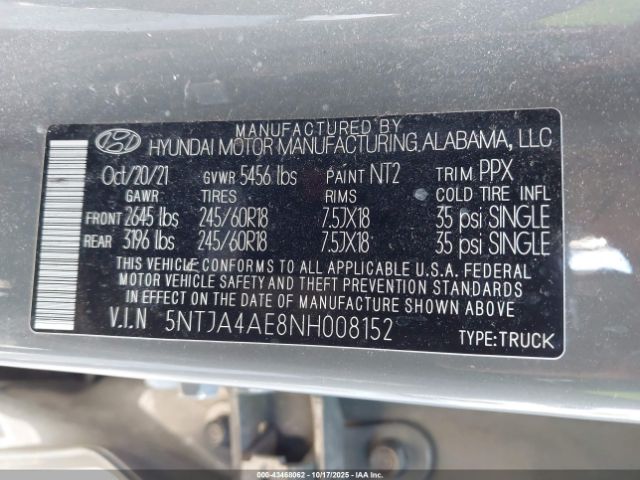 MANUFACTURED BY
HYUNDAI MOTOR MANUFACTURING, ALABAMA, LLC
Oct/20/21 GVWR 5456 lbs PAINT NT2 TRIM PPX
GAWR TIRES RIMS COLD TIRE INFL
FRONT 2645 lbs 245/60R18 7.5JX18 35 psi SINGLE
REAR 3196 lbs 245/60R18 7.5JX18 35 psi SINGLE
THIS VEHICLE CONFORMS TO ALL APPLICABLE U.S.A. FEDERAL
MOTOR VEHICLE SAFETY AND THEFT PREVENTION STANDARDS
IN EFFECT ON THE DATE OF MANUFACTURE SHOWN ABOVE.
V.I.N 5NTJA4AE8NH008152 TYPE:TRUCK
000-43468062 - 10/17/2025 - IAAI.COM